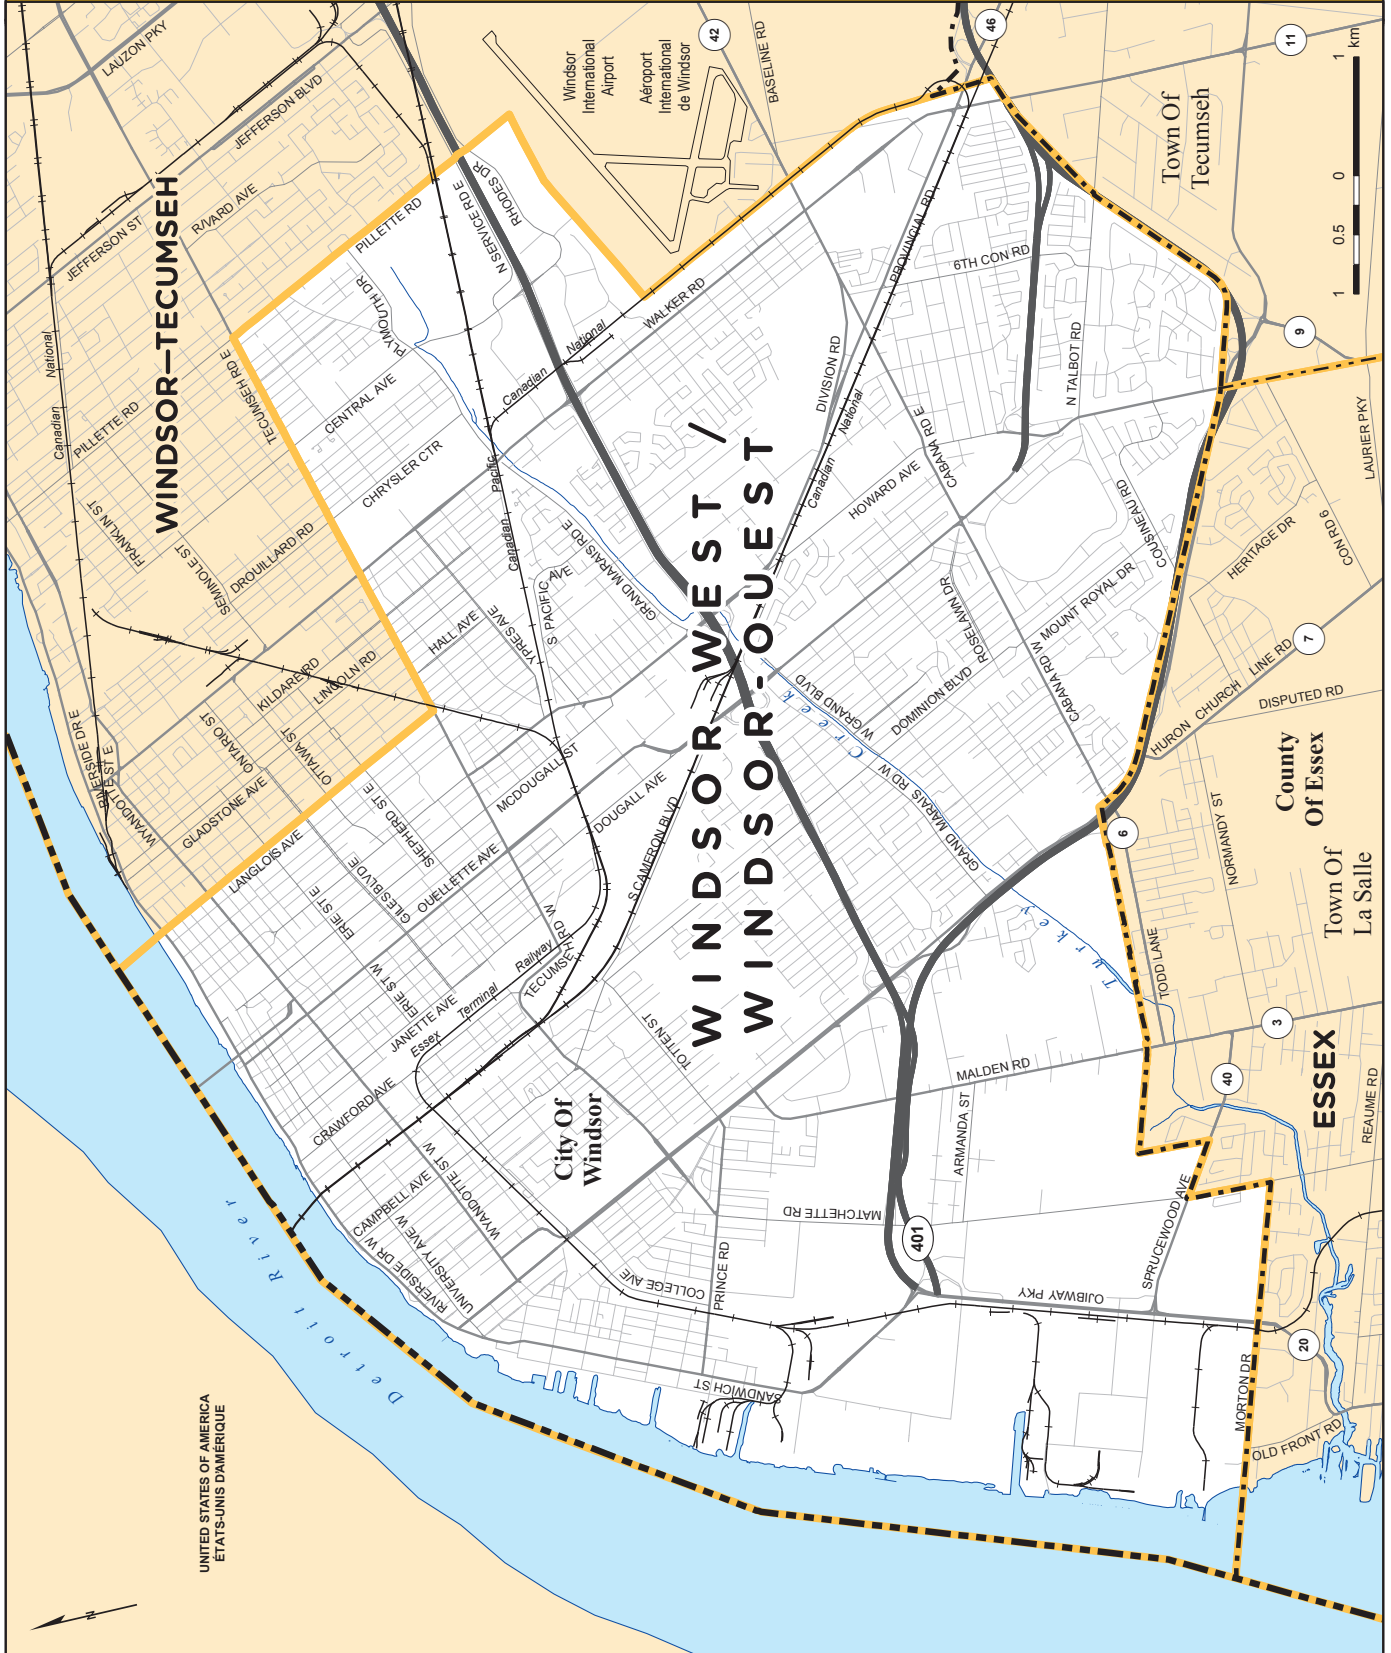 WINDSOR WEST /
WINDSOR-OUEST
WINDSOR—TECUMSEH
ESSEX
City Of
Windsor
Town Of
Tecumseh
County
Of Essex
Town Of
La Salle
UNITED STATES OF AMERICA
ÉTATS-UNIS D'AMÉRIQUE
N
Detroit River
Turkey Creek
Windsor
International
Airport
Aéroport
International
de Windsor
1 0.5 0 1 km
LAUZON PKY
JEFFERSON BLVD
JEFFERSON ST
RIVARD AVE
PILLETTE RD
PILLETTE RD
PLYMOUTH DR
N SERVICE RD E
RHODES DR
BASELINE RD
42
46
11
9
7
6
3
40
20
401
Canadian National
TECUMSEH RD E
CENTRAL AVE
CHRYSLER CTR
FRANKLIN ST
SEMINOLE ST
DROUILLARD RD
KILDARE RD
LINCOLN RD
ONTARIO ST
OTTAWA ST
GLADSTONE AVE
RIVERSIDE DR E
WYANDOTTE ST E
LANGLOIS AVE
HALL AVE
YPRES AVE
S PACIFIC AVE
Canadian Pacific
Canadian National
WALKER RD
GRAND MARAIS RD E
PROVINCIAL RD
DIVISION RD
Canadian National
6TH CON RD
N TALBOT RD
CABANA RD E
HOWARD AVE
ROSELAWN DR
COUSINEAU RD
MOUNT ROYAL DR
CABANA RD W
DOMINION BLVD
W GRAND BLVD
GRAND MARAIS RD W
MCDOUGALL ST
DOUGALL AVE
SHEPHERD ST E
GILES BLVD E
OUELLETTE AVE
ERIE ST E
ERIE ST W
S CAMERON BLVD
TECUMSEH RD W
JANETTE AVE
Essex Terminal Railway
CRAWFORD AVE
TOTTEN ST
CAMPBELL AVE
WYANDOTTE ST W
UNIVERSITY AVE W
RIVERSIDE DR W
COLLEGE AVE
PRINCE RD
SANDWICH ST
MATCHETTE RD
ARMANDA ST
MALDEN RD
OJIBWAY PKY
SPRUCEWOOD AVE
MORTON DR
OLD FRONT RD
TODD LANE
NORMANDY ST
HURON CHURCH LINE RD
DISPUTED RD
HERITAGE DR
CON RD 6
LAURIER PKY
REAUME RD